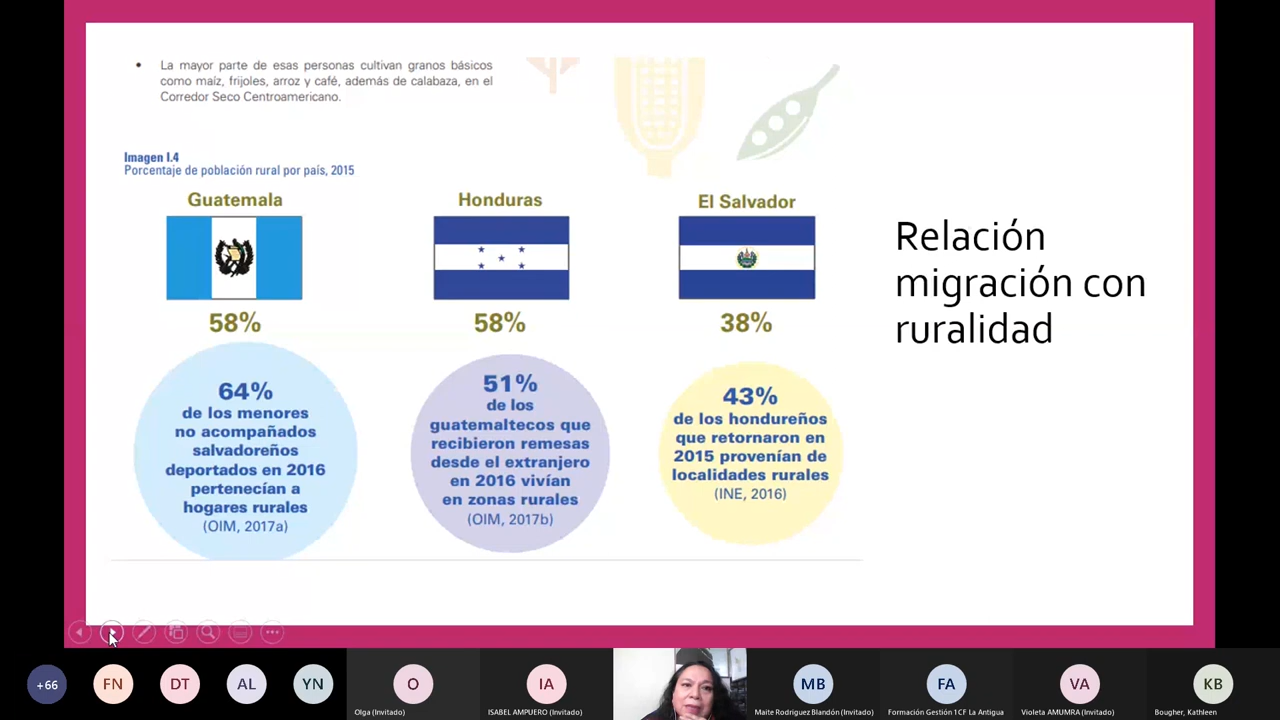 • La mayor parte de esas personas cultivan granos básicos
como maíz, frijoles, arroz y café, además de calabaza, en el
Corredor Seco Centroamericano.
Imagen I.4
Porcentaje de población rural por país, 2015
Guatemala
Honduras
El Salvador
58%
58%
38%
64%
de los menores
no acompañados
salvadoreños
deportados en 2016
pertenecían a
hogares rurales
(OIM, 2017a)
51%
de los
guatemaltecos que
recibieron remesas
desde el extranjero
en 2016 vivían
en zonas rurales
(OIM, 2017b)
43%
de los hondureños
que retornaron en
2015 provenían de
localidades rurales
(INE, 2016)
Relación
migración con
ruralidad
+66
FN
DT
AL
YN
O
Olga (Invitado)
IA
ISABEL AMPUERO (Invitado)
MB
Maite Rodriguez Blandón (Invitado)
FA
Formación Gestión 1CF La Antigua
VA
Violeta AMUMRA (Invitado)
KB
Bougher, Kathleen